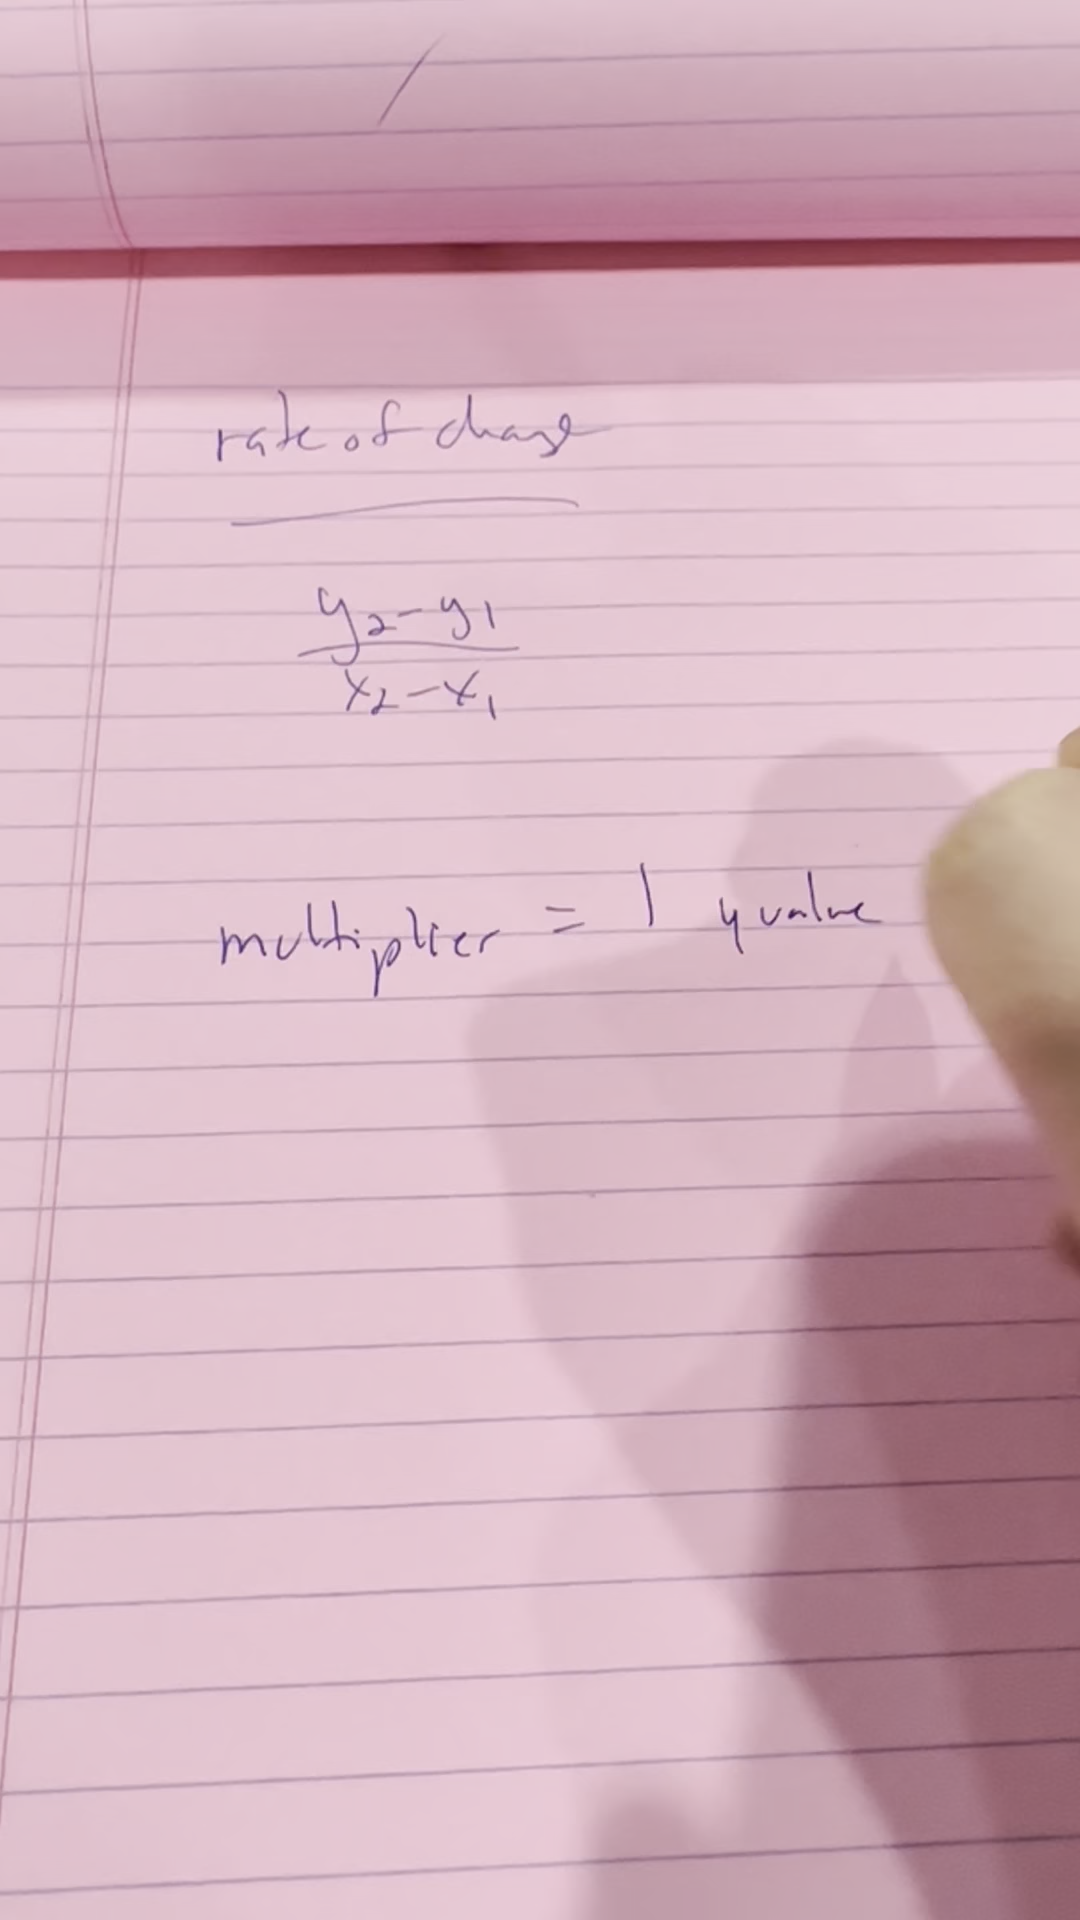 rate of change
y2-y1
x2-x1
multiplier = 1 y value